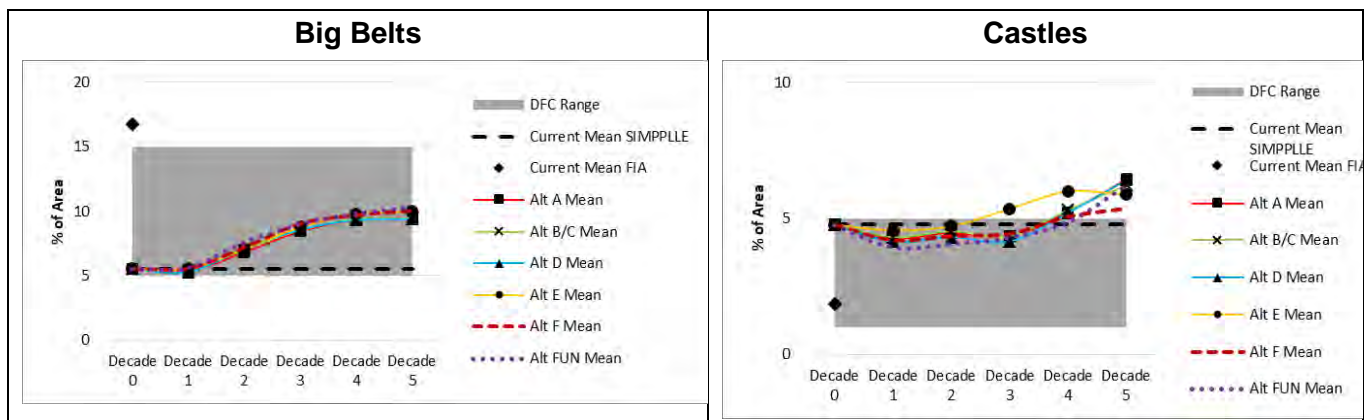 Big Belts
20
15
10
5
0
% of Area
Decade 0
Decade 1
Decade 2
Decade 3
Decade 4
Decade 5
DFC Range
Current Mean SIMPPLLE
Current Mean FIA
Alt A Mean
Alt B/C Mean
Alt D Mean
Alt E Mean
Alt F Mean
Alt FUN Mean
Castles
10
5
0
% of Area
Decade 0
Decade 1
Decade 2
Decade 3
Decade 4
Decade 5
DFC Range
Current Mean
SIMPPLLE
Current Mean FIA
Alt A Mean
Alt B/C Mean
Alt D Mean
Alt E Mean
Alt F Mean
Alt FUN Mean